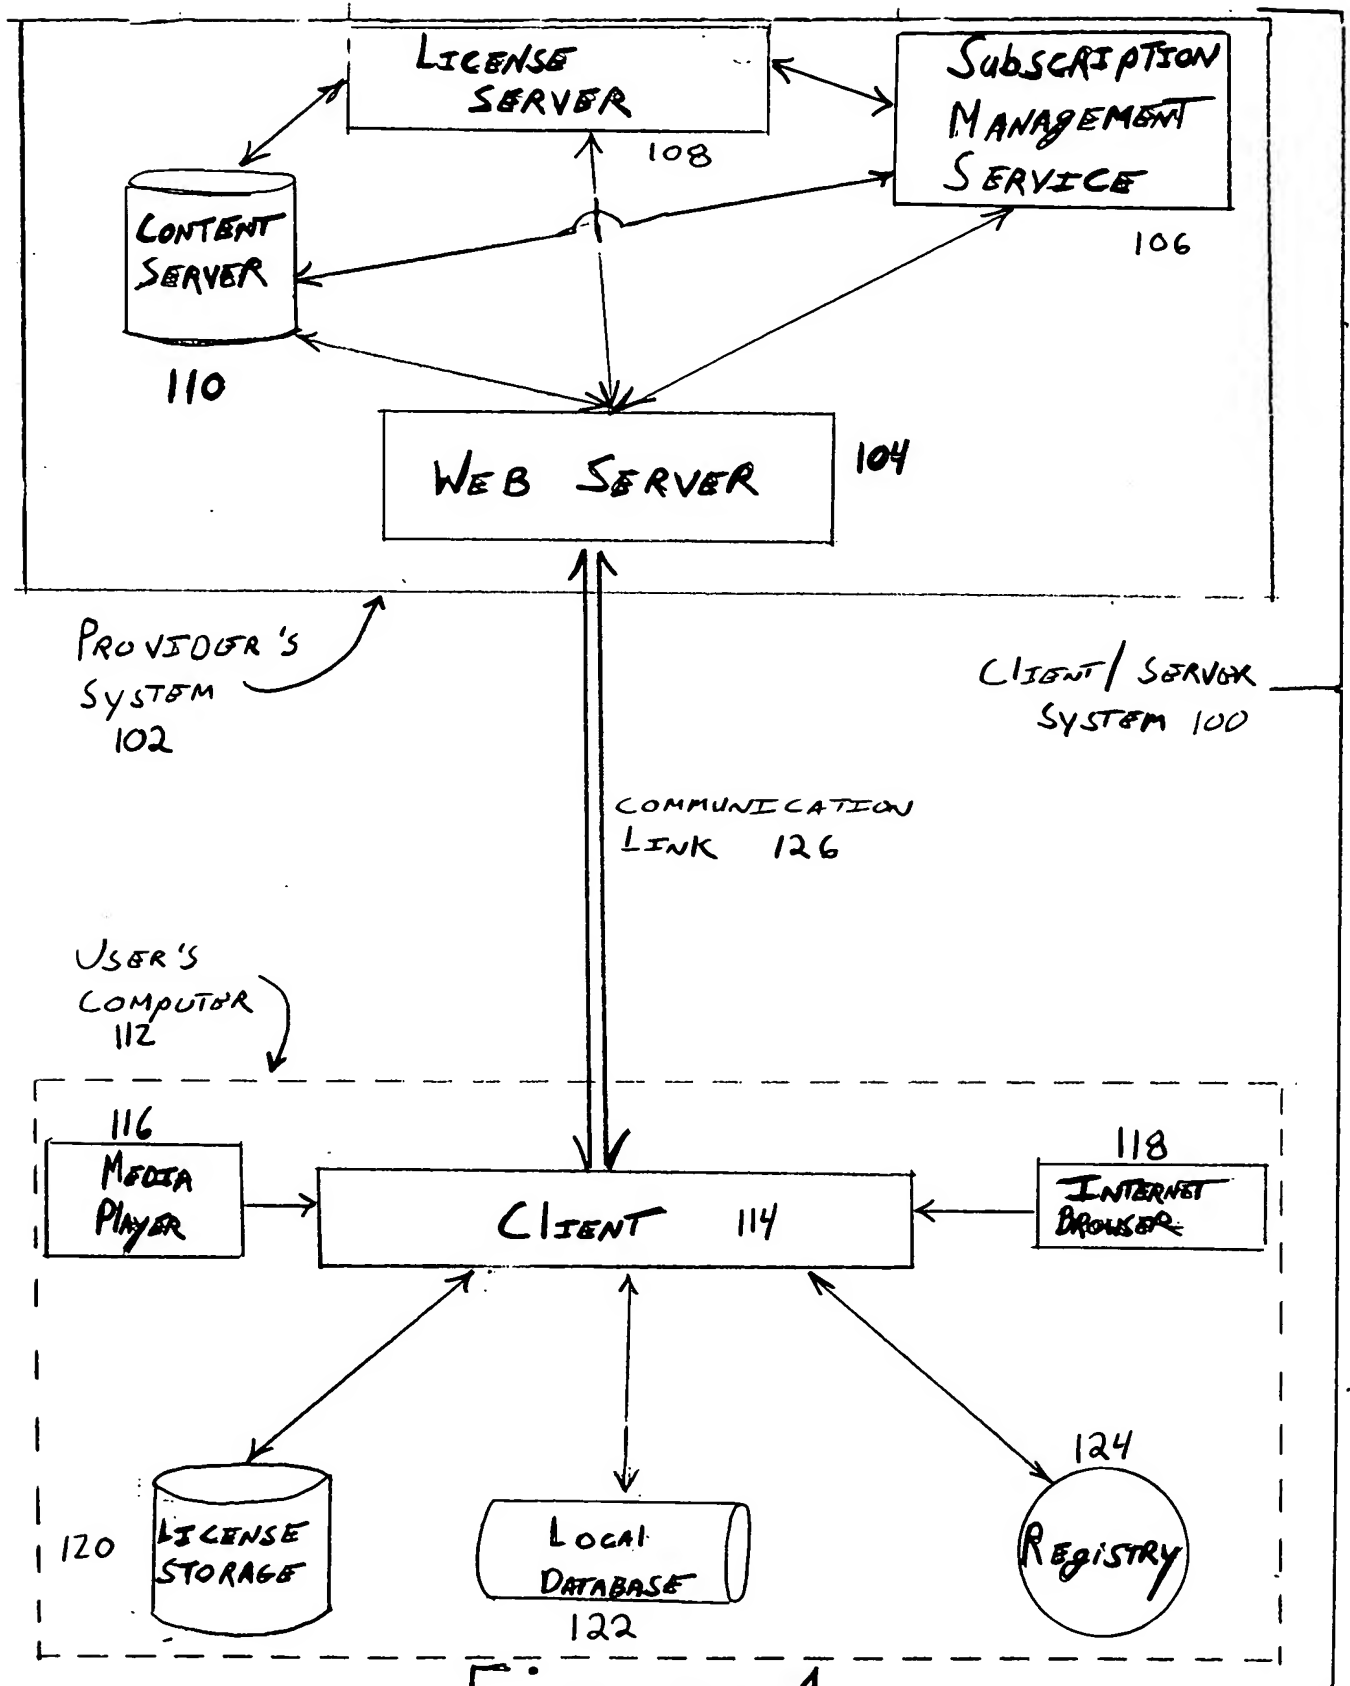 LICENSE
SERVER
108
SubSCRIPTION
MANAGEMENT
SERVICE
106
CONTENT
SERVER
110
WEB SERVER
104
PROVIDER'S
SYSTEM
102
CLIENT/SERVER
SYSTEM 100
COMMUNICATION
LINK 126
USER'S
COMPUTER
112
116
MEDIA
PLAYER
CLIENT 114
118
INTERNET
BROWSER
120
LICENSE
STORAGE
LOCAL
DATABASE
122
124
REgiSTRY